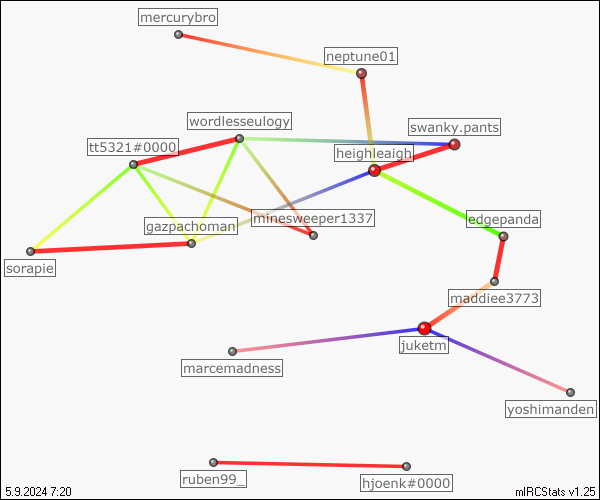 mercurybro
neptune01
wordlesseulogy
swanky.pants
tt5321#0000
heighleaigh
minesweeper1337
edgepanda
gazpachoman
sorapie
maddiee3773
juketm
marcemadness
yoshimanden
ruben99_
hjoenk#0000
5.9.2024 7:20
mIRCStats v1.25